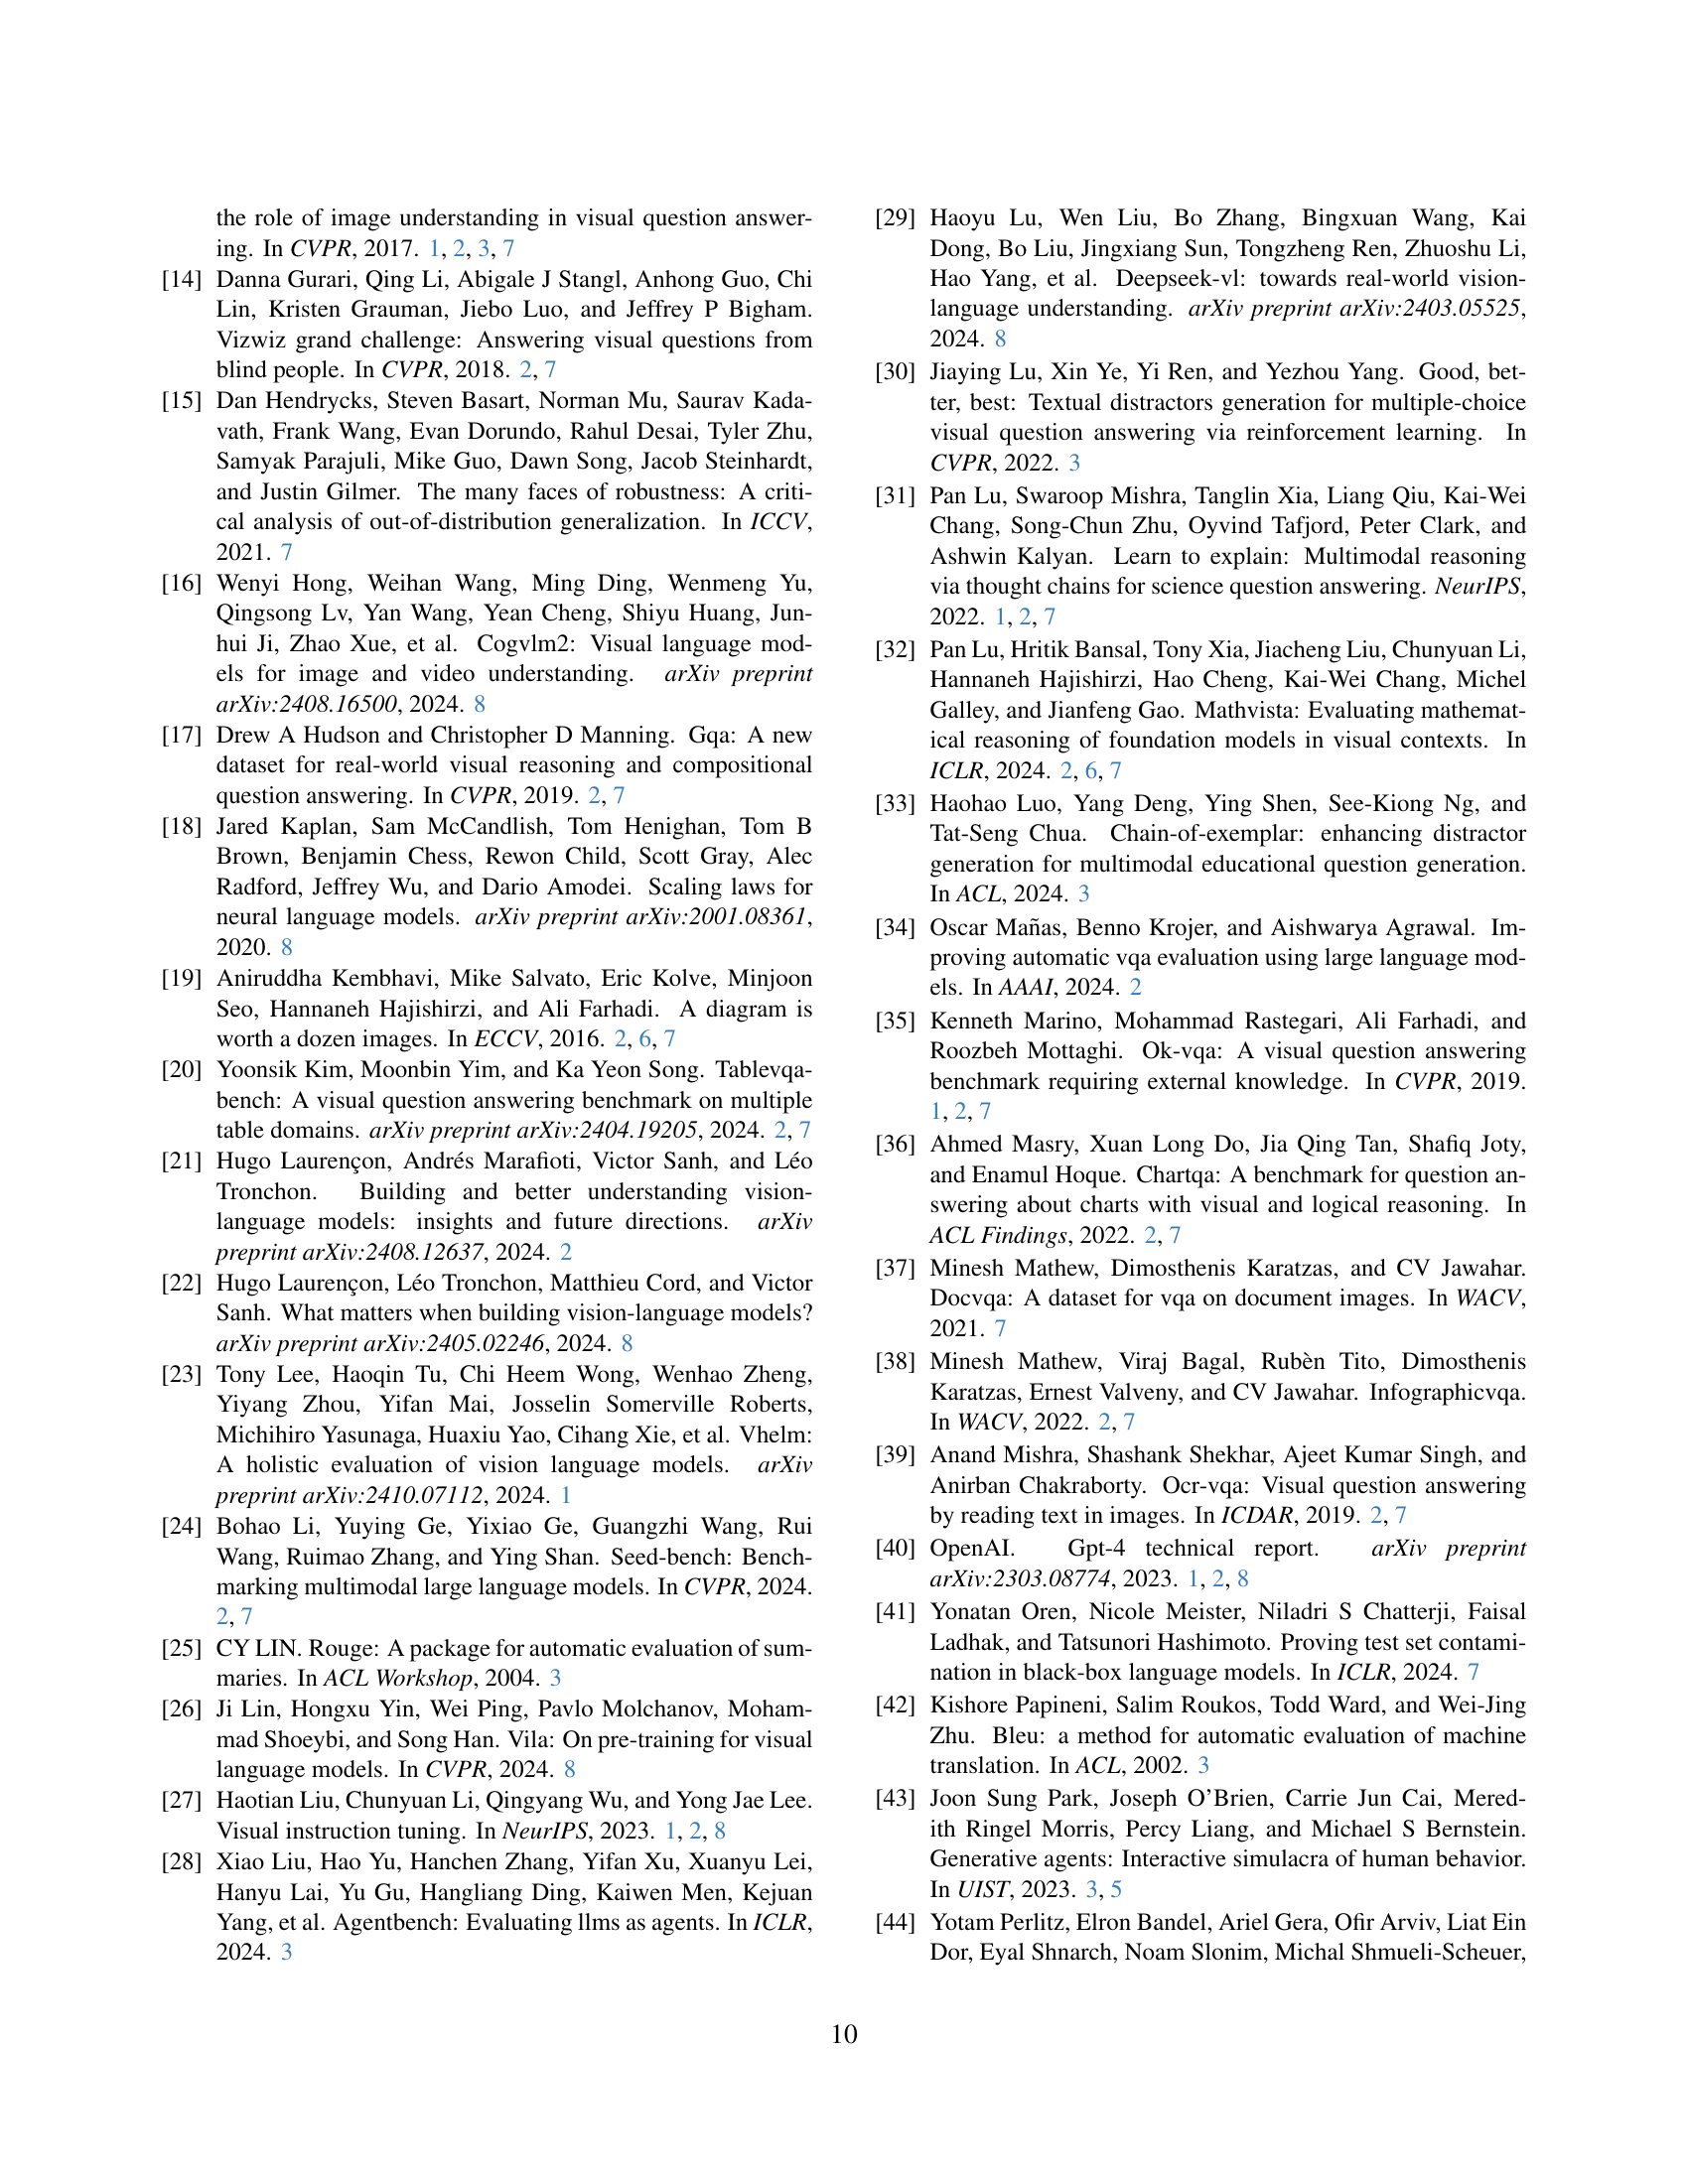 the role of image understanding in visual question answer-
ing. In CVPR, 2017. 1, 2, 3, 7
[14] Danna Gurari, Qing Li, Abigale J Stangl, Anhong Guo, Chi
Lin, Kristen Grauman, Jiebo Luo, and Jeffrey P Bigham.
Vizwiz grand challenge: Answering visual questions from
blind people. In CVPR, 2018. 2, 7
[15] Dan Hendrycks, Steven Basart, Norman Mu, Saurav Kada-
vath, Frank Wang, Evan Dorundo, Rahul Desai, Tyler Zhu,
Samyak Parajuli, Mike Guo, Dawn Song, Jacob Steinhardt,
and Justin Gilmer. The many faces of robustness: A criti-
cal analysis of out-of-distribution generalization. In ICCV,
2021. 7
[16] Wenyi Hong, Weihan Wang, Ming Ding, Wenmeng Yu,
Qingsong Lv, Yan Wang, Yean Cheng, Shiyu Huang, Jun-
hui Ji, Zhao Xue, et al. Cogvlm2: Visual language mod-
els for image and video understanding. arXiv preprint
arXiv:2408.16500, 2024. 8
[17] Drew A Hudson and Christopher D Manning. Gqa: A new
dataset for real-world visual reasoning and compositional
question answering. In CVPR, 2019. 2, 7
[18] Jared Kaplan, Sam McCandlish, Tom Henighan, Tom B
Brown, Benjamin Chess, Rewon Child, Scott Gray, Alec
Radford, Jeffrey Wu, and Dario Amodei. Scaling laws for
neural language models. arXiv preprint arXiv:2001.08361,
2020. 8
[19] Aniruddha Kembhavi, Mike Salvato, Eric Kolve, Minjoon
Seo, Hannaneh Hajishirzi, and Ali Farhadi. A diagram is
worth a dozen images. In ECCV, 2016. 2, 6, 7
[20] Yoonsik Kim, Moonbin Yim, and Ka Yeon Song. Tablevqa-
bench: A visual question answering benchmark on multiple
table domains. arXiv preprint arXiv:2404.19205, 2024. 2, 7
[21] Hugo Laurençon, Andrés Marafioti, Victor Sanh, and Léo
Tronchon. Building and better understanding vision-
language models: insights and future directions. arXiv
preprint arXiv:2408.12637, 2024. 2
[22] Hugo Laurençon, Léo Tronchon, Matthieu Cord, and Victor
Sanh. What matters when building vision-language models?
arXiv preprint arXiv:2405.02246, 2024. 8
[23] Tony Lee, Haoqin Tu, Chi Heem Wong, Wenhao Zheng,
Yiyang Zhou, Yifan Mai, Josselin Somerville Roberts,
Michihiro Yasunaga, Huaxiu Yao, Cihang Xie, et al. Vhelm:
A holistic evaluation of vision language models. arXiv
preprint arXiv:2410.07112, 2024. 1
[24] Bohao Li, Yuying Ge, Yixiao Ge, Guangzhi Wang, Rui
Wang, Ruimao Zhang, and Ying Shan. Seed-bench: Bench-
marking multimodal large language models. In CVPR, 2024.
2, 7
[25] CY LIN. Rouge: A package for automatic evaluation of sum-
maries. In ACL Workshop, 2004. 3
[26] Ji Lin, Hongxu Yin, Wei Ping, Pavlo Molchanov, Moham-
mad Shoeybi, and Song Han. Vila: On pre-training for visual
language models. In CVPR, 2024. 8
[27] Haotian Liu, Chunyuan Li, Qingyang Wu, and Yong Jae Lee.
Visual instruction tuning. In NeurIPS, 2023. 1, 2, 8
[28] Xiao Liu, Hao Yu, Hanchen Zhang, Yifan Xu, Xuanyu Lei,
Hanyu Lai, Yu Gu, Hangliang Ding, Kaiwen Men, Kejuan
Yang, et al. Agentbench: Evaluating llms as agents. In ICLR,
2024. 3
[29] Haoyu Lu, Wen Liu, Bo Zhang, Bingxuan Wang, Kai
Dong, Bo Liu, Jingxiang Sun, Tongzheng Ren, Zhuoshu Li,
Hao Yang, et al. Deepseek-vl: towards real-world vision-
language understanding. arXiv preprint arXiv:2403.05525,
2024. 8
[30] Jiaying Lu, Xin Ye, Yi Ren, and Yezhou Yang. Good, bet-
ter, best: Textual distractors generation for multiple-choice
visual question answering via reinforcement learning. In
CVPR, 2022. 3
[31] Pan Lu, Swaroop Mishra, Tanglin Xia, Liang Qiu, Kai-Wei
Chang, Song-Chun Zhu, Oyvind Tafjord, Peter Clark, and
Ashwin Kalyan. Learn to explain: Multimodal reasoning
via thought chains for science question answering. NeurIPS,
2022. 1, 2, 7
[32] Pan Lu, Hritik Bansal, Tony Xia, Jiacheng Liu, Chunyuan Li,
Hannaneh Hajishirzi, Hao Cheng, Kai-Wei Chang, Michel
Galley, and Jianfeng Gao. Mathvista: Evaluating mathemat-
ical reasoning of foundation models in visual contexts. In
ICLR, 2024. 2, 6, 7
[33] Haohao Luo, Yang Deng, Ying Shen, See-Kiong Ng, and
Tat-Seng Chua. Chain-of-exemplar: enhancing distractor
generation for multimodal educational question generation.
In ACL, 2024. 3
[34] Oscar Mañas, Benno Krojer, and Aishwarya Agrawal. Im-
proving automatic vqa evaluation using large language mod-
els. In AAAI, 2024. 2
[35] Kenneth Marino, Mohammad Rastegari, Ali Farhadi, and
Roozbeh Mottaghi. Ok-vqa: A visual question answering
benchmark requiring external knowledge. In CVPR, 2019.
1, 2, 7
[36] Ahmed Masry, Xuan Long Do, Jia Qing Tan, Shafiq Joty,
and Enamul Hoque. Chartqa: A benchmark for question an-
swering about charts with visual and logical reasoning. In
ACL Findings, 2022. 2, 7
[37] Minesh Mathew, Dimosthenis Karatzas, and CV Jawahar.
Docvqa: A dataset for vqa on document images. In WACV,
2021. 7
[38] Minesh Mathew, Viraj Bagal, Rubèn Tito, Dimosthenis
Karatzas, Ernest Valveny, and CV Jawahar. Infographicvqa.
In WACV, 2022. 2, 7
[39] Anand Mishra, Shashank Shekhar, Ajeet Kumar Singh, and
Anirban Chakraborty. Ocr-vqa: Visual question answering
by reading text in images. In ICDAR, 2019. 2, 7
[40] OpenAI. Gpt-4 technical report. arXiv preprint
arXiv:2303.08774, 2023. 1, 2, 8
[41] Yonatan Oren, Nicole Meister, Niladri S Chatterji, Faisal
Ladhak, and Tatsunori Hashimoto. Proving test set contami-
nation in black-box language models. In ICLR, 2024. 7
[42] Kishore Papineni, Salim Roukos, Todd Ward, and Wei-Jing
Zhu. Bleu: a method for automatic evaluation of machine
translation. In ACL, 2002. 3
[43] Joon Sung Park, Joseph O'Brien, Carrie Jun Cai, Mered-
ith Ringel Morris, Percy Liang, and Michael S Bernstein.
Generative agents: Interactive simulacra of human behavior.
In UIST, 2023. 3, 5
[44] Yotam Perlitz, Elron Bandel, Ariel Gera, Ofir Arviv, Liat Ein
Dor, Eyal Shnarch, Noam Slonim, Michal Shmueli-Scheuer,
10